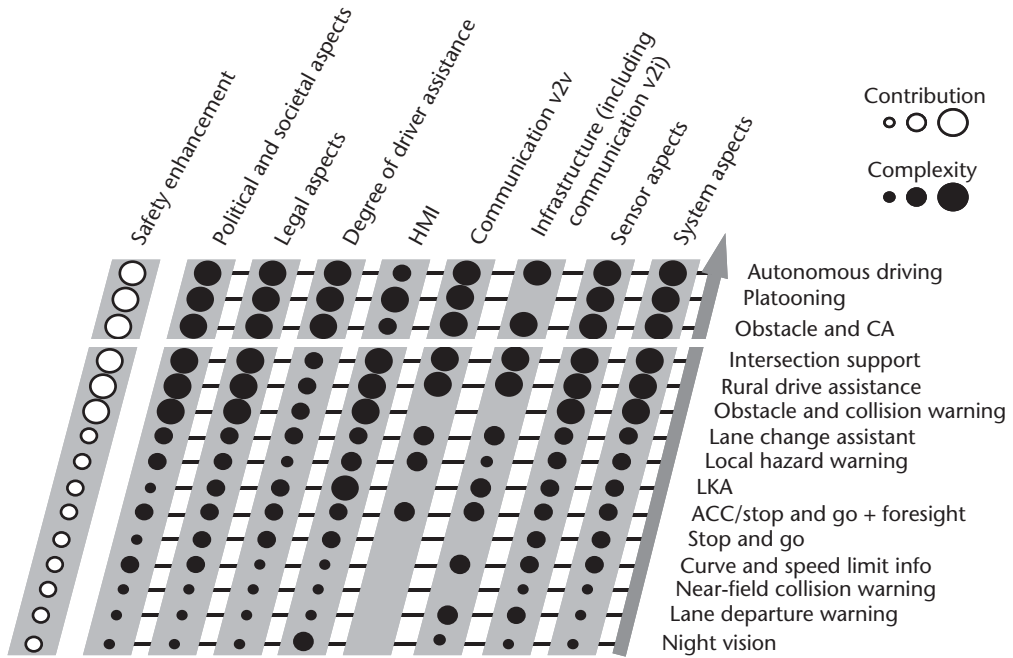 Safety enhancement
Political and societal aspects
Legal aspects
Degree of driver assistance
HMI
Communication v2v
Infrastructure (including
communication v2i)
Sensor aspects
System aspects
Contribution
Complexity
Autonomous driving
Platooning
Obstacle and CA
Intersection support
Rural drive assistance
Obstacle and collision warning
Lane change assistant
Local hazard warning
LKA
ACC/stop and go + foresight
Stop and go
Curve and speed limit info
Near-field collision warning
Lane departure warning
Night vision